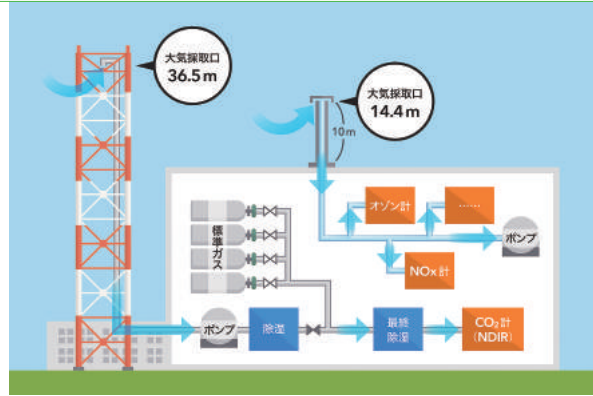 大気採取口
36.5m
大気採取口
14.4m
10m
オゾン計
……
ポンプ
NOx計
標準ガス
ポンプ
除湿
最終
除湿
CO₂計
(NDIR)